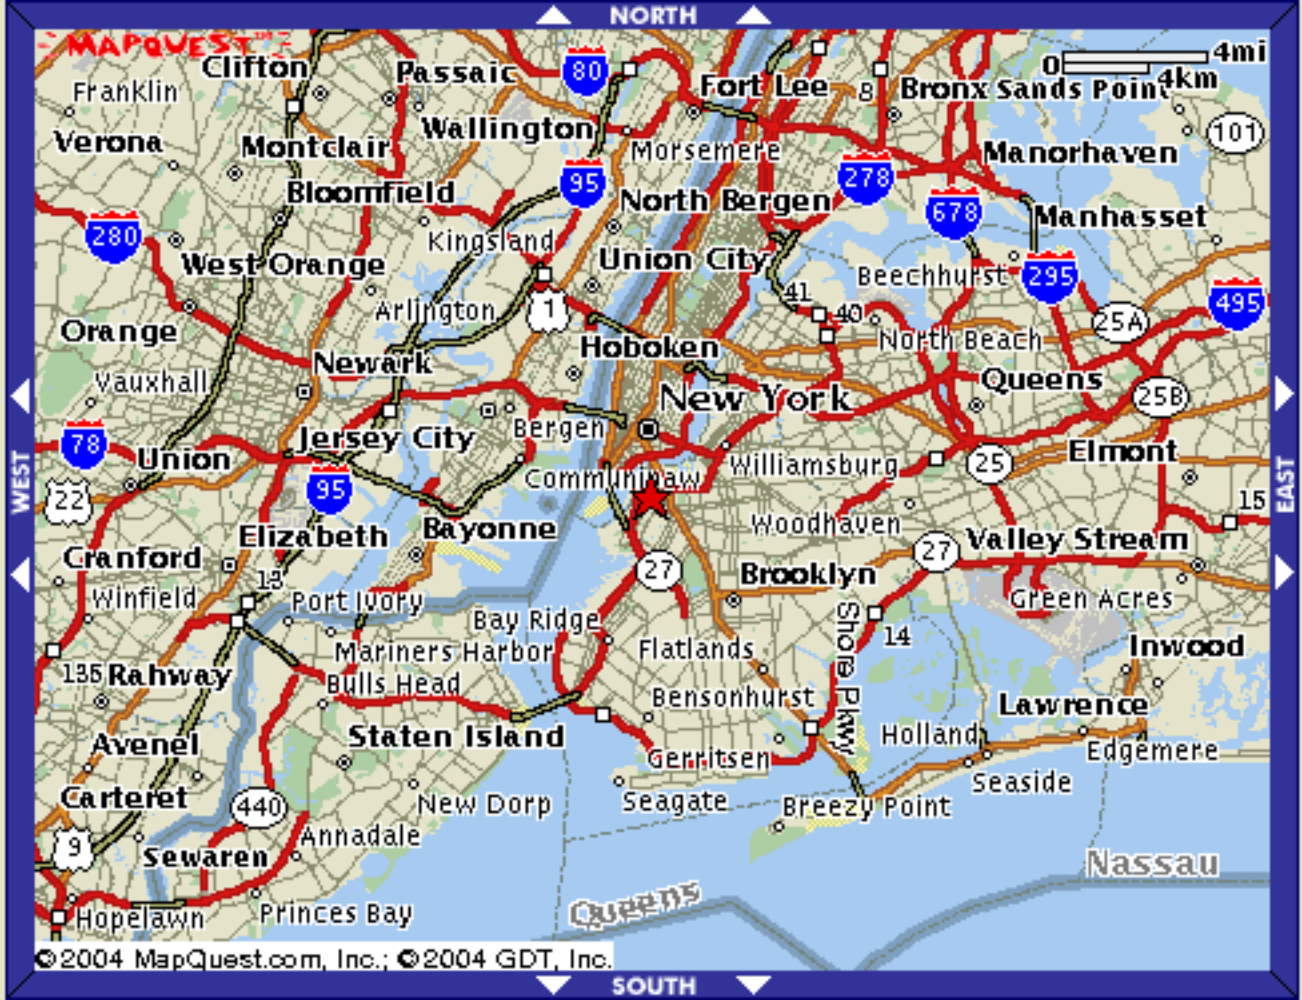 NORTH
MAPQUEST™
0 4mi
4km
Clifton
Passaic
80
Fort Lee
8
Bronx
Sands Point
Franklin
Wallington
101
Verona
Montclair
Morsemere
Manorhaven
Bloomfield
95
North Bergen
278
678
Manhasset
280
Kingsland
West Orange
Union City
Beechhurst
295
495
Arlington
1
41
40
25A
Orange
Hoboken
North Beach
Newark
Queens
Vauxhall
New York
25B
78
Jersey City
Bergen
Union
Communipaw
Williamsburg
25
Elmont
WEST
EAST
22
95
15
Elizabeth
Bayonne
Woodhaven
Valley Stream
Cranford
13
27
27
Brooklyn
Winfield
Port Ivory
Green Acres
Bay Ridge
Shore Pkwy
14
Mariners Harbor
Flatlands
Inwood
135
Rahway
Bulls Head
Bensonhurst
Lawrence
Avenel
Staten Island
Holland
Edgemere
Gerritsen
Seaside
Carteret
440
New Dorp
Seagate
Breezy Point
9
Annadale
Sewaren
Nassau
Queens
Hopelawn
Princes Bay
©2004 MapQuest.com, Inc.; ©2004 GDT, Inc.
SOUTH